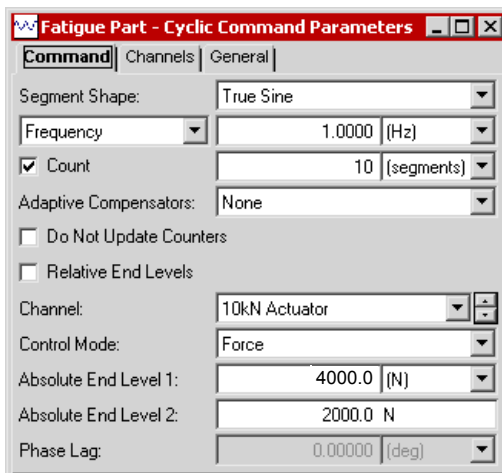 Fatigue Part - Cyclic Command Parameters
Command Channels General
Segment Shape: True Sine
Frequency 1.0000 (Hz)
Count 10 (segments)
Adaptive Compensators: None
Do Not Update Counters
Relative End Levels
Channel: 10kN Actuator
Control Mode: Force
Absolute End Level 1: 4000.0 (N)
Absolute End Level 2: 2000.0 N
Phase Lag: 0.00000 (deg)